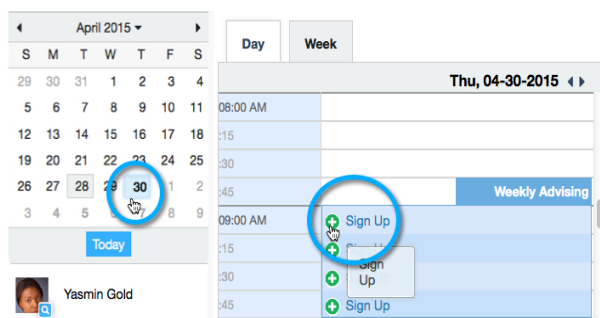 April 2015
S M T W T F S
29 30 31 1 2 3 4
5 6 7 8 9 10 11
12 13 14 15 16 17 18
19 20 21 22 23 24 25
26 27 28 29 30 1 2
3 4 5 6 7 8 9
Today
Yasmin Gold
Day Week
Thu, 04-30-2015
08:00 AM
:15
:30
:45 Weekly Advising
09:00 AM Sign Up
:15
:30
:45 Sign Up
Sign
Up